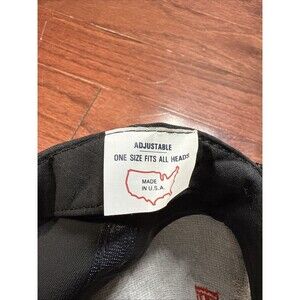 ADJUSTABLE
ONE SIZE FITS ALL HEADS
MADE
IN U.S.A.